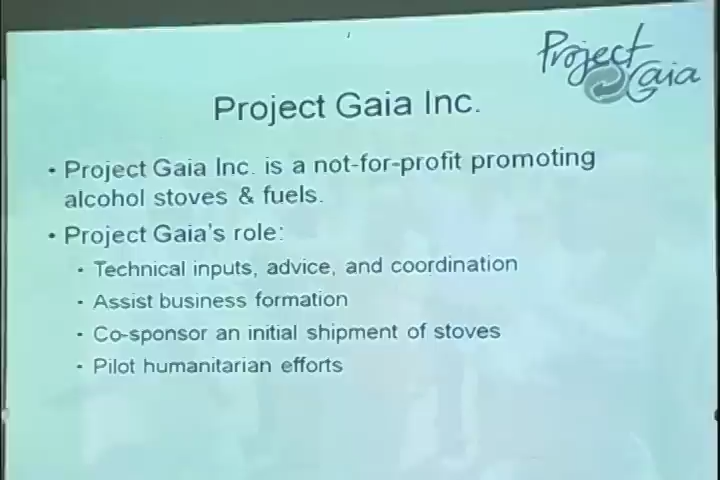 Project
Gaia
Project Gaia Inc.
• Project Gaia Inc. is a not-for-profit promoting
alcohol stoves & fuels.
• Project Gaia's role:
• Technical inputs, advice, and coordination
• Assist business formation
• Co-sponsor an initial shipment of stoves
• Pilot humanitarian efforts